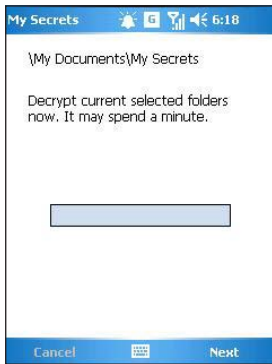 My Secrets G 6:18
\My Documents\My Secrets
Decrypt current selected folders
now. It may spend a minute.
Cancel Next